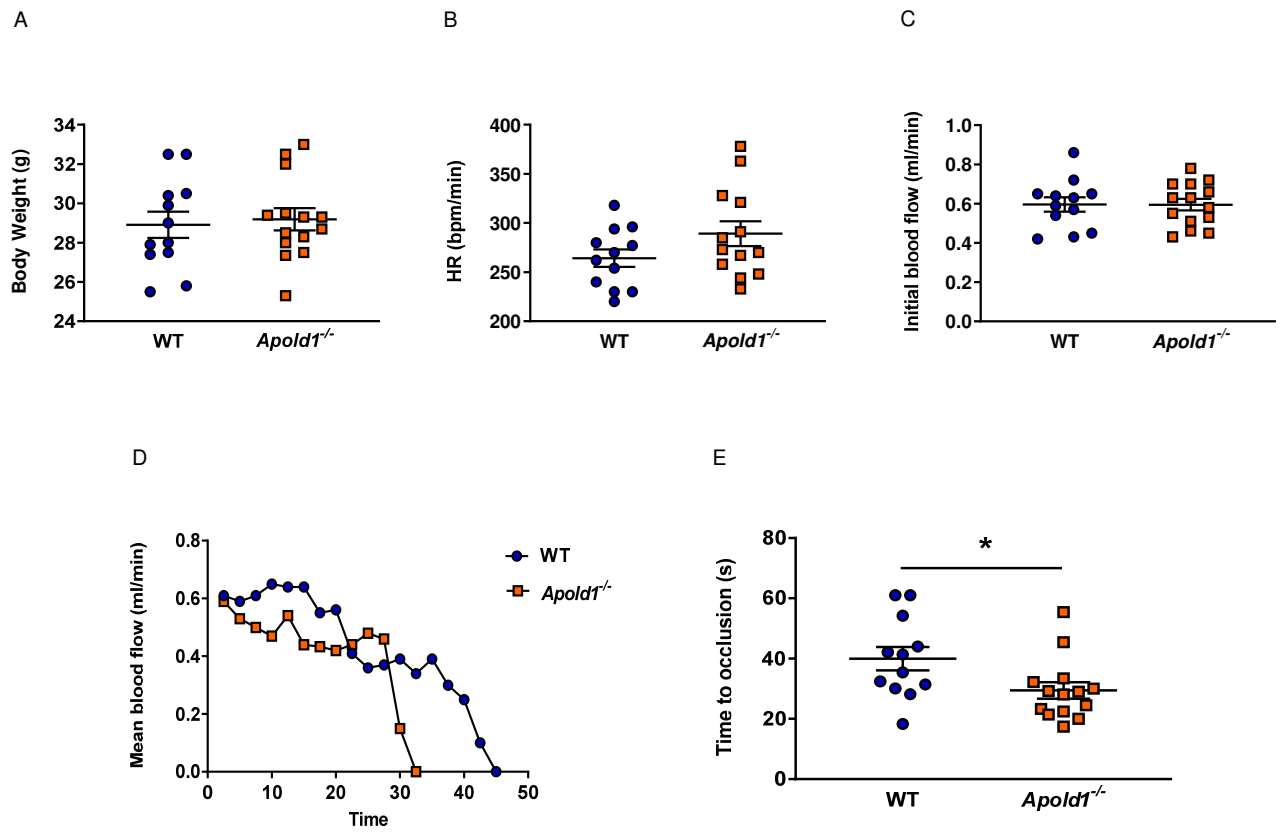 A
B
C
Body Weight (g)
34
32
30
28
26
24
WT
Apold1-/-
HR (bpm/min)
400
350
300
250
200
WT
Apold1-/-
Initial blood flow (ml/min)
1.0
0.8
0.6
0.4
0.2
0.0
WT
Apold1-/-
D
E
Mean blood flow (ml/min)
0.8
0.6
0.4
0.2
0.0
0 10 20 30 40 50
Time
WT
Apold1-/-
Time to occlusion (s)
80
60
40
20
0
*
WT
Apold1-/-